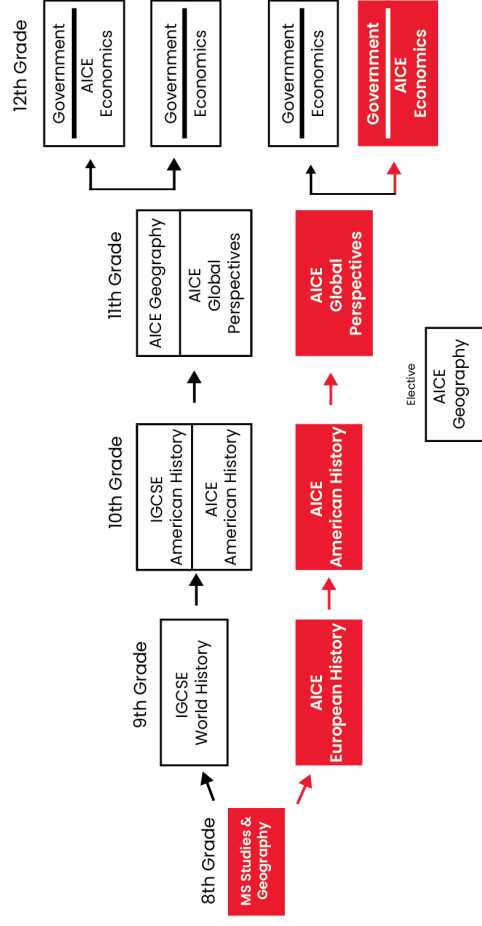 8th Grade
MS Studies &
Geography
9th Grade
IGCSE
World History
AICE
European History
10th Grade
IGCSE
American History
AICE
American History
AICE
American History
11th Grade
AICE Geography
AICE
Global
Perspectives
AICE
Global
Perspectives
Elective
AICE
Geography
12th Grade
Government
AICE
Economics
Government
Economics
Government
Economics
Government
AICE
Economics